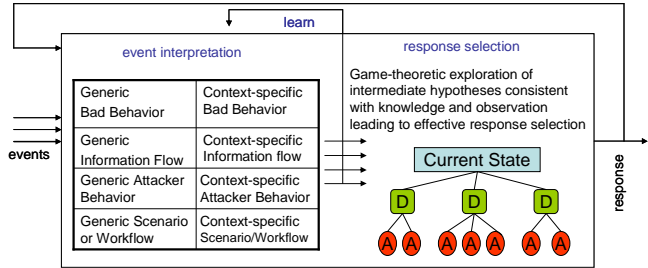 learn
event interpretation
response selection
Generic
Bad Behavior
Context-specific
Bad Behavior
Generic
Information Flow
Context-specific
Information flow
Generic Attacker
Behavior
Context-specific
Attacker Behavior
Generic Scenario
or Workflow
Context-specific
Scenario/Workflow
Game-theoretic exploration of
intermediate hypotheses consistent
with knowledge and observation
leading to effective response selection
Current State
D
D
D
A
A
A
A
A
A
A
events
response